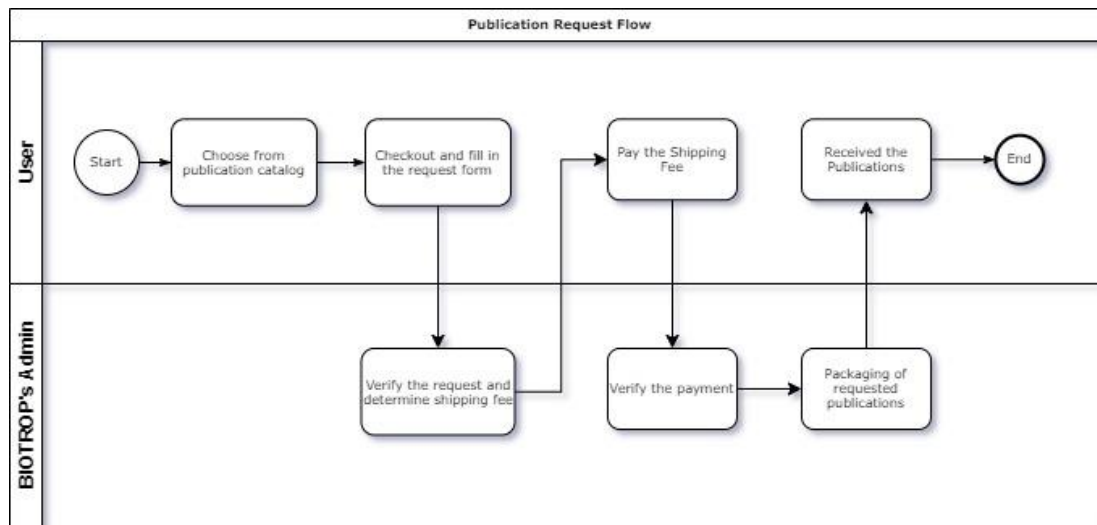 Publication Request Flow
User
Start
Choose from
publication catalog
Checkout and fill in
the request form
Pay the Shipping
Fee
Received the
Publications
End
BIOTROP's Admin
Verify the request and
determine shipping fee
Verify the payment
Packaging of
requested
publications